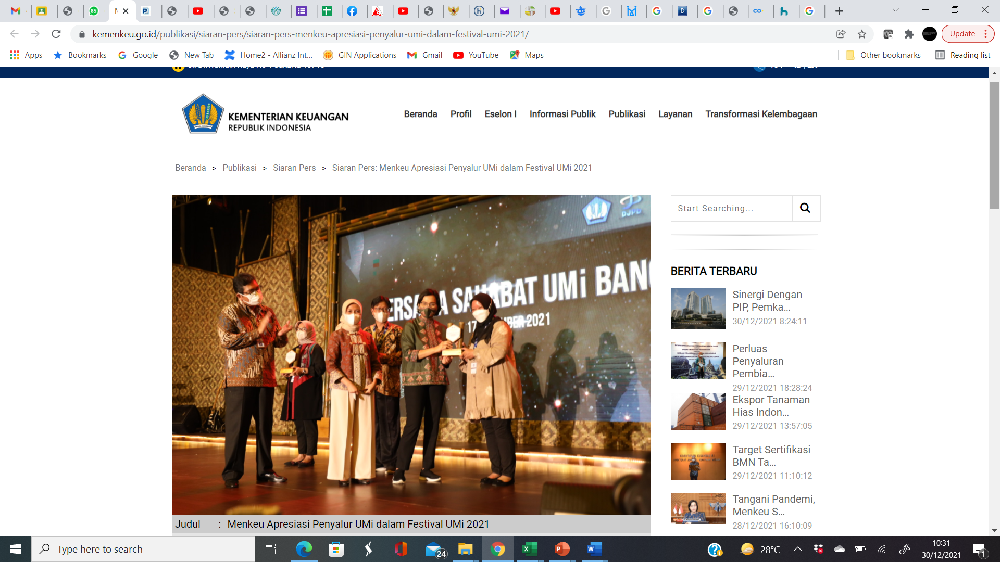 85
kemenkeu.go.id/publikasi/siaran-pers/siaran-pers-menkeu-apresiasi-penyalur-umi-dalam-festival-umi-2021/
Update
Apps
Bookmarks
Google
New Tab
Home2 - Allianz Int...
GIN Applications
Gmail
YouTube
Maps
Other bookmarks
Reading list
KEMENTERIAN KEUANGAN
REPUBLIK INDONESIA
Beranda Profil Eselon I Informasi Publik Publikasi Layanan Transformasi Kelembagaan
Beranda > Publikasi > Siaran Pers > Siaran Pers: Menkeu Apresiasi Penyalur UMi dalam Festival UMi 2021
DJPb
ERSAMA SAHABAT UMi BANG
2021
Judul : Menkeu Apresiasi Penyalur UMi dalam Festival UMi 2021
Start Searching...
BERITA TERBARU
Sinergi Dengan
PIP, Pemka...
30/12/2021 8:24:11
Perluas
Penyaluran
Pembia...
29/12/2021 18:28:24
Ekspor Tanaman
Hias Indon...
29/12/2021 13:57:05
Target Sertifikasi
BMN Ta...
29/12/2021 11:10:12
Tangani Pandemi,
Menkeu S...
28/12/2021 16:10:09
Type here to search
24
28°C
10:31
30/12/2021
1